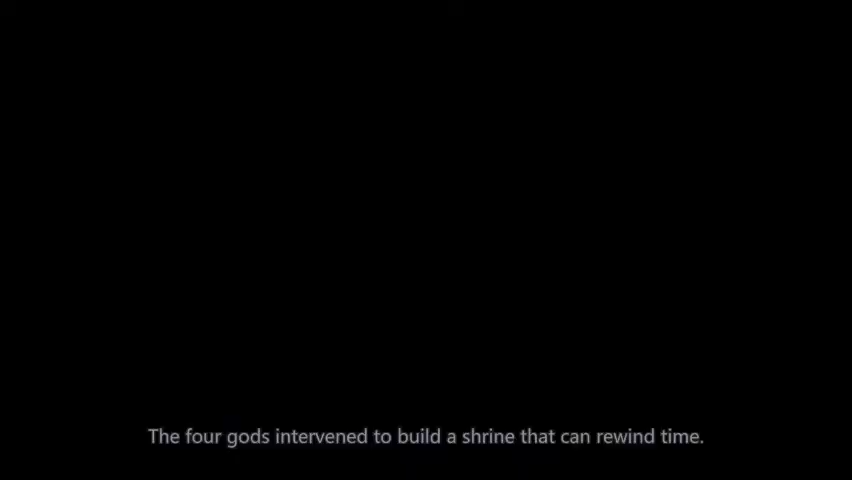 The four gods intervened to build a shrine that can rewind time.